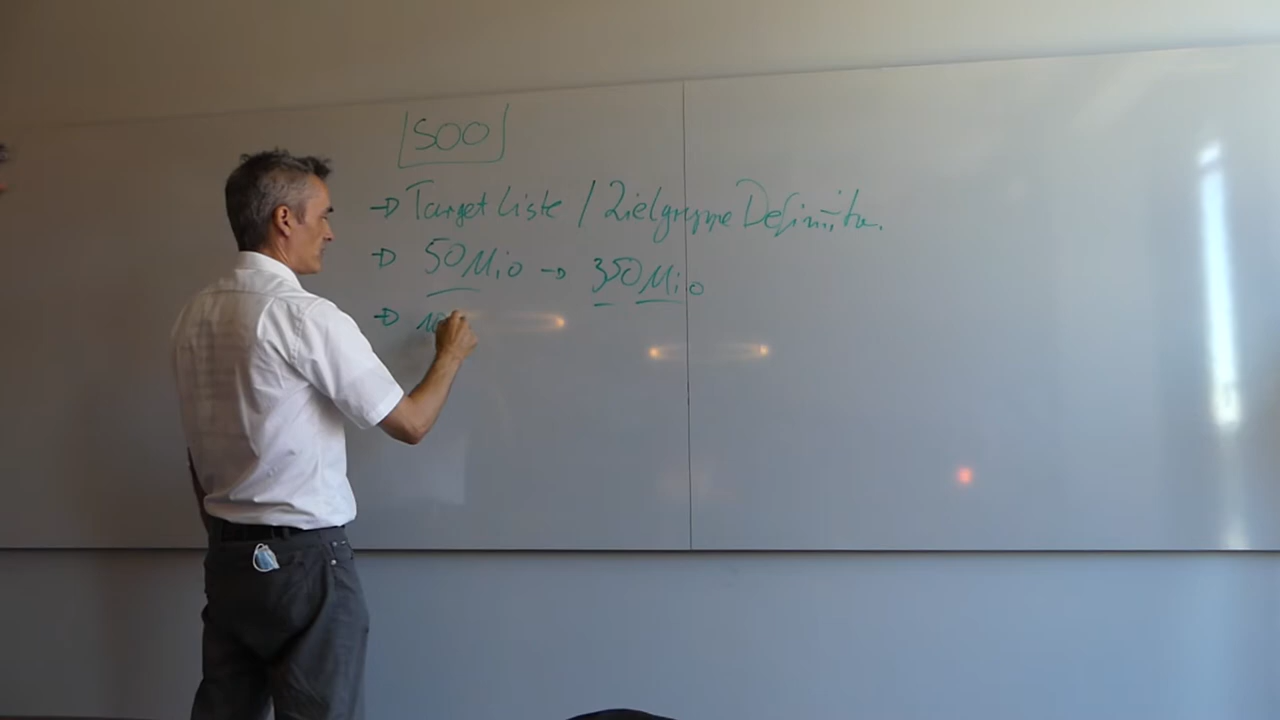 500
→ Target Liste / Zielgruppe Definition.
→ 50 Mio → 350 Mio
→